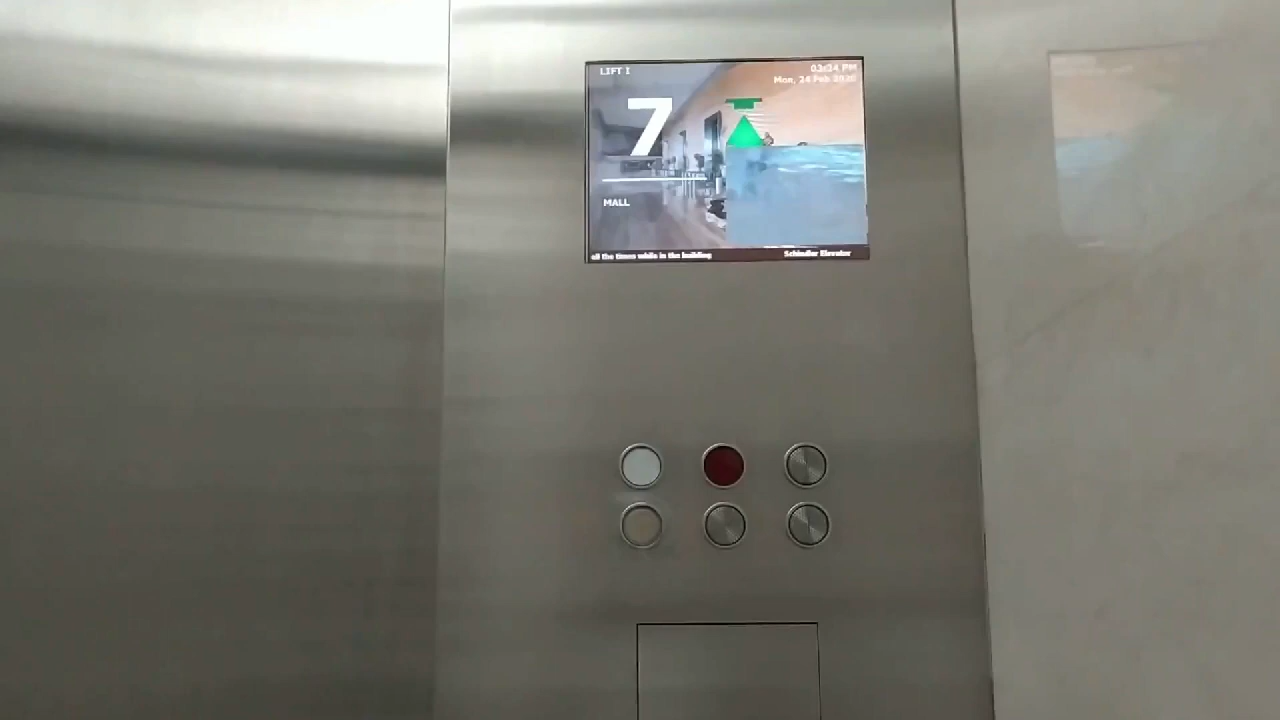 LIFT I
03:24 PM
Mon, 24 Feb 2020
7
MALL
all the times while in the building
Schindler Elevator